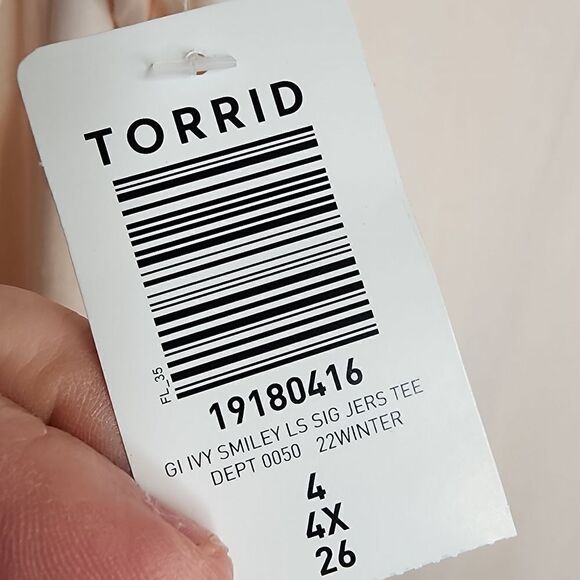 TORRID
FL_35
19180416
GI IVY SMILEY LS SIG JERS TEE
DEPT 0050 22WINTER
4
4X
26